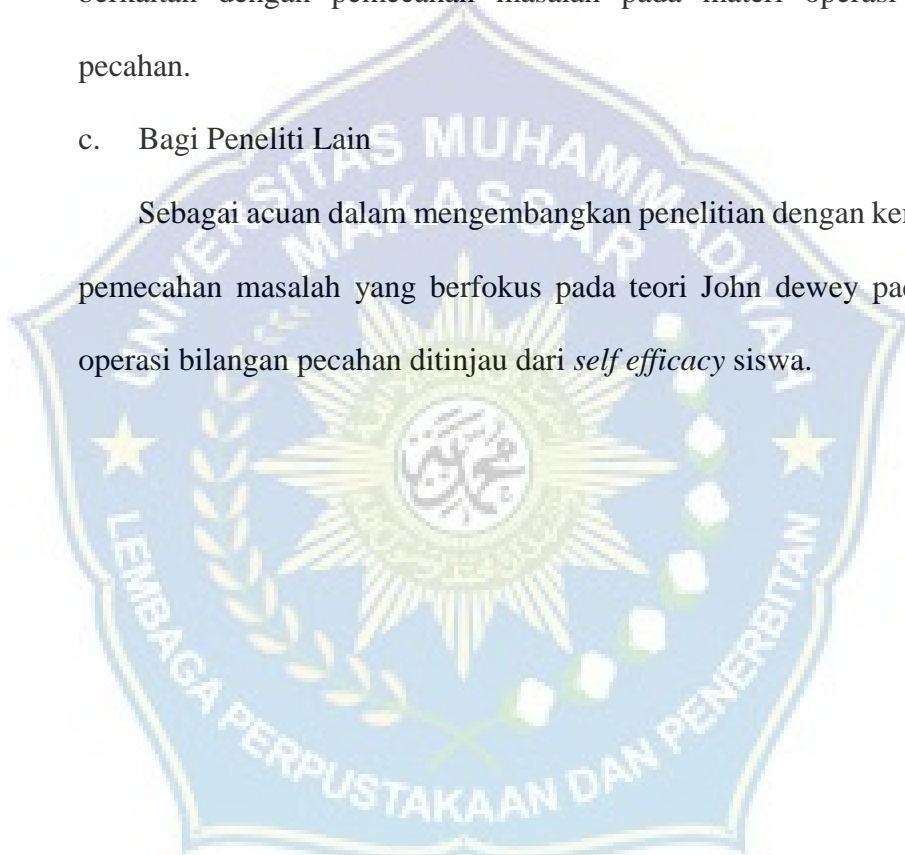 berkaitan dengan pemecahan masalah pada materi operasi
pecahan.
c. Bagi Peneliti Lain
Sebagai acuan dalam mengembangkan penelitian dengan
pemecahan masalah yang berfokus pada teori John dewey
operasi bilangan pecahan ditinjau dari self efficacy siswa.
UNIVERSITAS MUHAMMADIYAH
MAKASSAR
LEMBAGA PERPUSTAKAAN DAN PENERBITAN